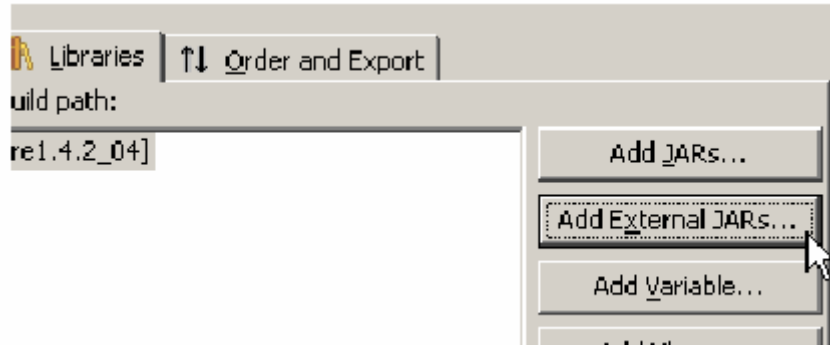 Libraries Order and Export
uild path:
re1.4.2_04]
Add JARs...
Add External JARs...
Add Variable...